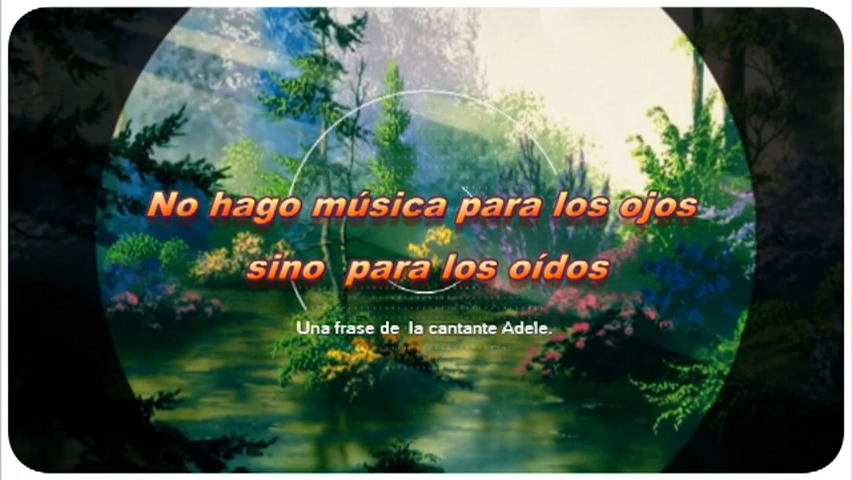 No hago música para los ojos
sino para los oídos
Una frase de la cantante Adele.